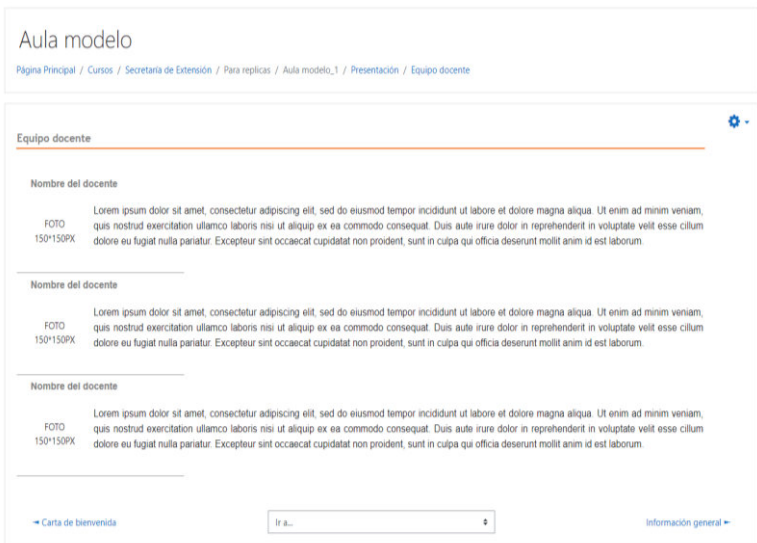 Aula modelo
Página Principal / Cursos / Secretaría de Extensión / Para replicas / Aula modelo_1 / Presentación / Equipo docente
Equipo docente
Nombre del docente
FOTO
150*150PX
Lorem ipsum dolor sit amet, consectetur adipiscing elit, sed do eiusmod tempor incididunt ut labore et dolore magna aliqua. Ut enim ad minim veniam,
quis nostrud exercitation ullamco laboris nisi ut aliquip ex ea commodo consequat. Duis aute irure dolor in reprehenderit in voluptate velit esse cillum
dolore eu fugiat nulla pariatur. Excepteur sint occaecat cupidatat non proident, sunt in culpa qui officia deserunt mollit anim id est laborum.
Nombre del docente
FOTO
150*150PX
Lorem ipsum dolor sit amet, consectetur adipiscing elit, sed do eiusmod tempor incididunt ut labore et dolore magna aliqua. Ut enim ad minim veniam,
quis nostrud exercitation ullamco laboris nisi ut aliquip ex ea commodo consequat. Duis aute irure dolor in reprehenderit in voluptate velit esse cillum
dolore eu fugiat nulla pariatur. Excepteur sint occaecat cupidatat non proident, sunt in culpa qui officia deserunt mollit anim id est laborum.
Nombre del docente
FOTO
150*150PX
Lorem ipsum dolor sit amet, consectetur adipiscing elit, sed do eiusmod tempor incididunt ut labore et dolore magna aliqua. Ut enim ad minim veniam,
quis nostrud exercitation ullamco laboris nisi ut aliquip ex ea commodo consequat. Duis aute irure dolor in reprehenderit in voluptate velit esse cillum
dolore eu fugiat nulla pariatur. Excepteur sint occaecat cupidatat non proident, sunt in culpa qui officia deserunt mollit anim id est laborum.
◄ Carta de bienvenida
Ir a...
Información general ►